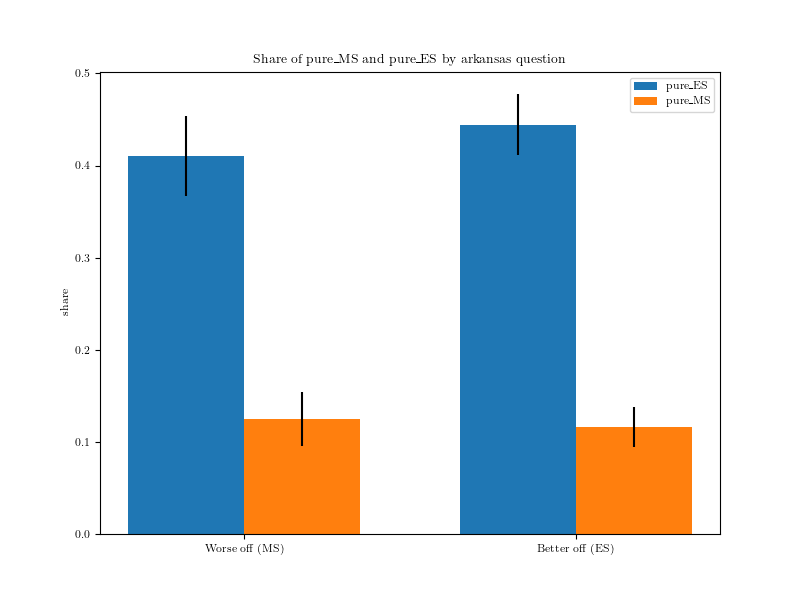 Share of pure_MS and pure_ES by arkansas question
pure_ES
pure_MS
0.5
0.4
0.3
0.2
0.1
0.0
share
Worse off (MS)
Better off (ES)